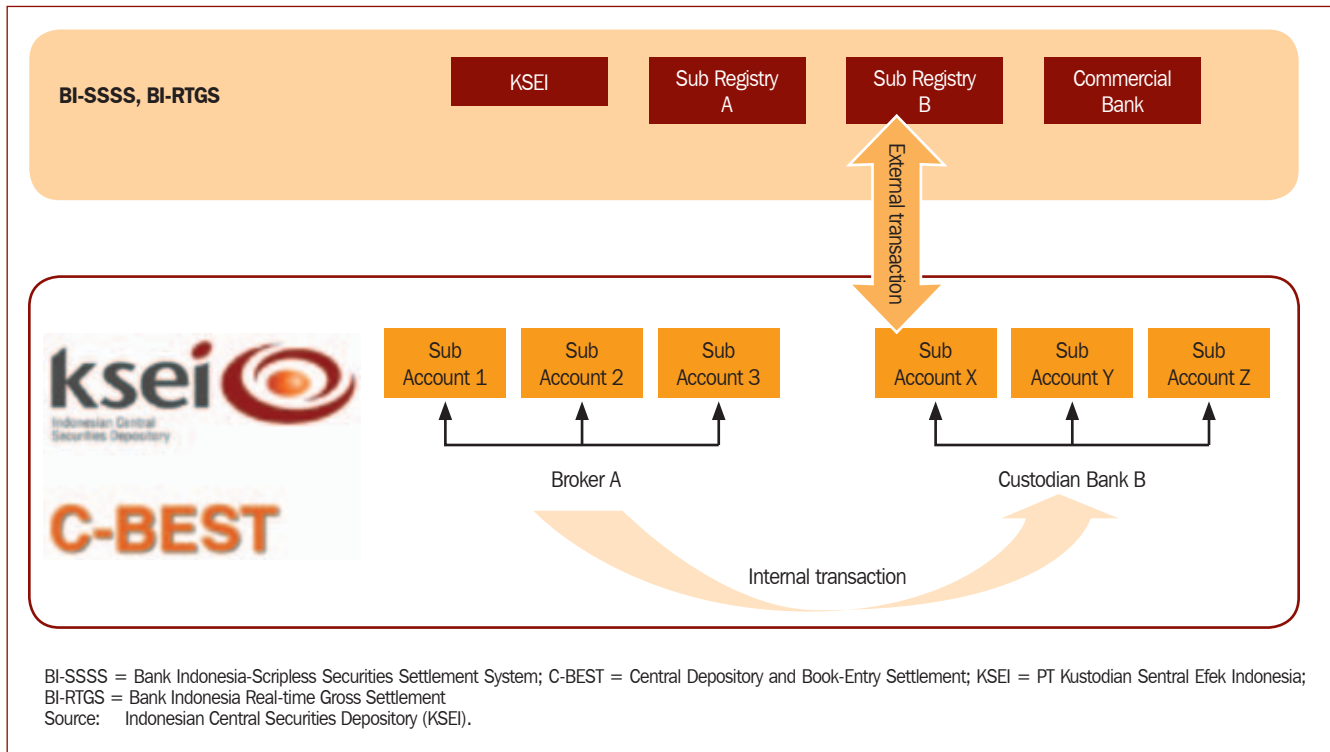 BI-SSSS, BI-RTGS
KSEI
Sub Registry
A
Sub Registry
B
Commercial
Bank
External transaction
ksei
Indonesian Central
Securities Depository
C-BEST
Sub
Account 1
Sub
Account 2
Sub
Account 3
Sub
Account X
Sub
Account Y
Sub
Account Z
Broker A
Custodian Bank B
Internal transaction
BI-SSSS = Bank Indonesia-Scripless Securities Settlement System; C-BEST = Central Depository and Book-Entry Settlement; KSEI = PT Kustodian Sentral Efek Indonesia;
BI-RTGS = Bank Indonesia Real-time Gross Settlement
Source: Indonesian Central Securities Depository (KSEI).